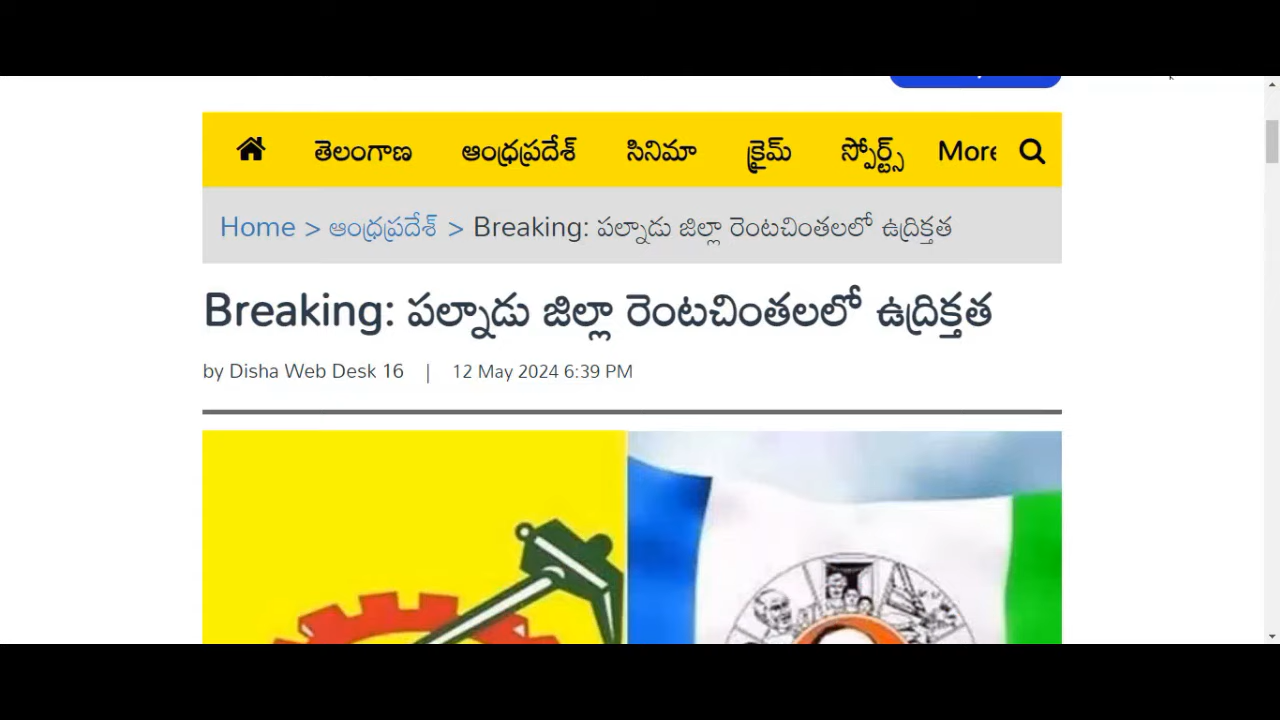 తెలంగాణ ఆంధ్రప్రదేశ్ సినిమా క్రైమ్ స్పోర్ట్స్ More
Home > ఆంధ్రప్రదేశ్ > Breaking: పల్నాడు జిల్లా రెంటచింతలలో ఉద్రిక్తత
Breaking: పల్నాడు జిల్లా రెంటచింతలలో ఉద్రిక్తత
by Disha Web Desk 16 | 12 May 2024 6:39 PM